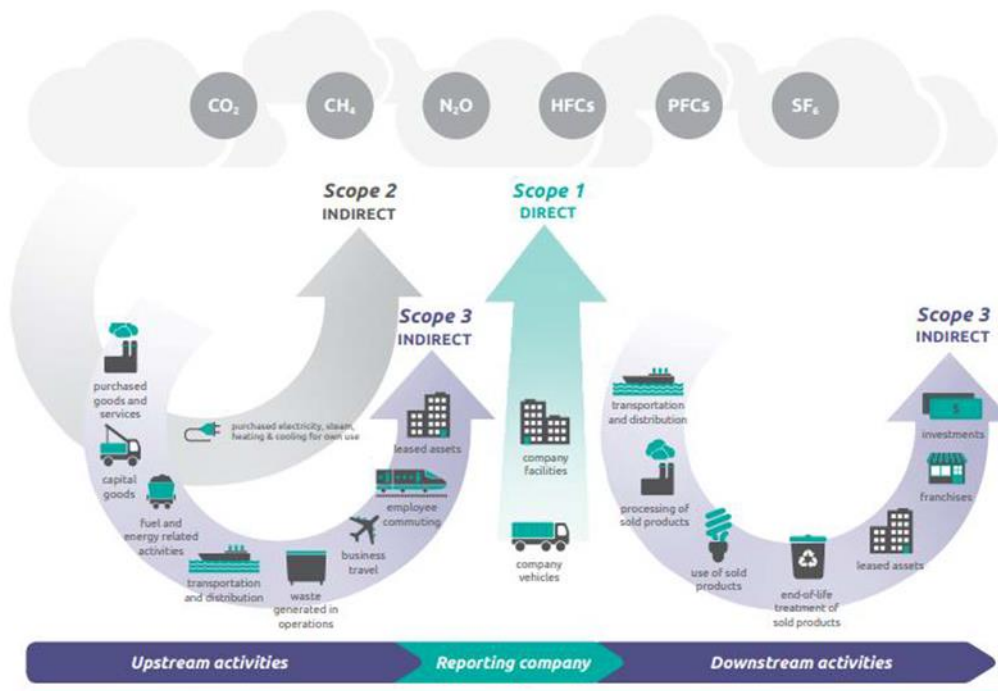 CO₂
CH₄
N₂O
HFCs
PFCs
SF₆
Scope 2
INDIRECT
Scope 1
DIRECT
Scope 3
INDIRECT
Scope 3
INDIRECT
purchased
goods and
services
capital
goods
fuel and
energy related
activities
transportation
and distribution
waste
generated in
operations
business
travel
employee
commuting
leased assets
purchased electricity, steam,
heating & cooling for own use
company
facilities
company
vehicles
transportation
and distribution
processing of
sold products
use of sold
products
end-of-life
treatment of
sold products
leased assets
franchises
$
investments
Upstream activities
Reporting company
Downstream activities